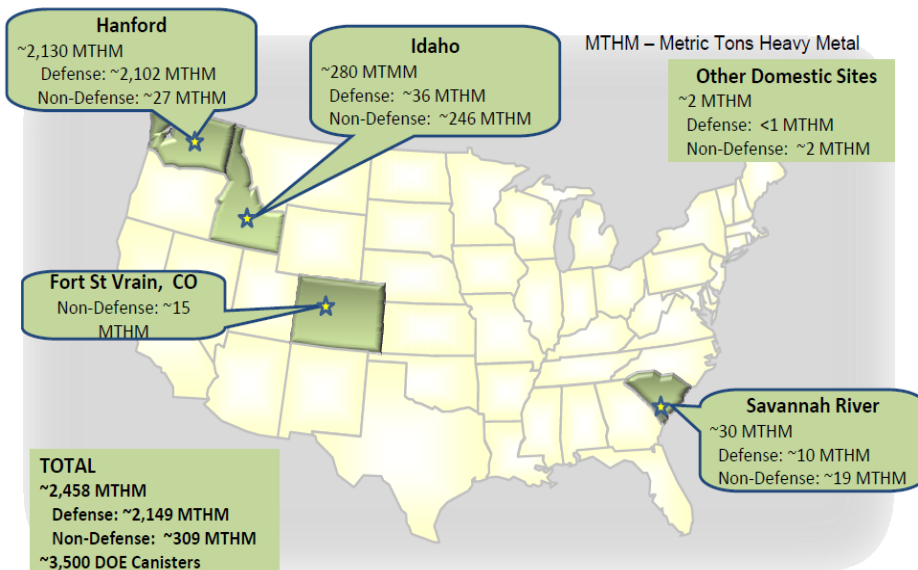 Hanford
~2,130 MTHM
Defense: ~2,102 MTHM
Non-Defense: ~27 MTHM
Idaho
~280 MTMM
Defense: ~36 MTHM
Non-Defense: ~246 MTHM
MTHM – Metric Tons Heavy Metal
Other Domestic Sites
~2 MTHM
Defense: <1 MTHM
Non-Defense: ~2 MTHM
Fort St Vrain, CO
Non-Defense: ~15
MTHM
Savannah River
~30 MTHM
Defense: ~10 MTHM
Non-Defense: ~19 MTHM
TOTAL
~2,458 MTHM
Defense: ~2,149 MTHM
Non-Defense: ~309 MTHM
~3,500 DOE Canisters